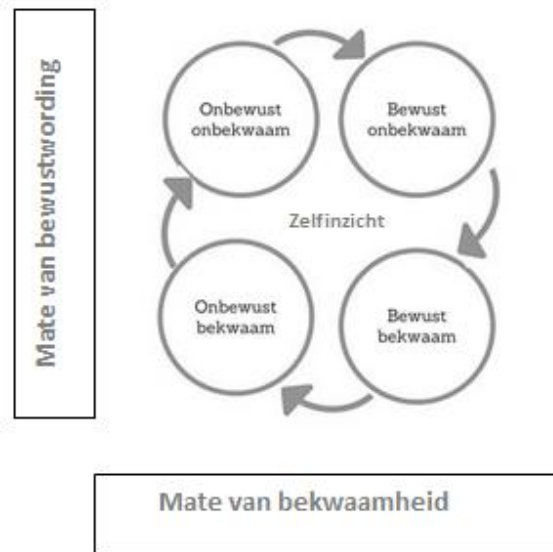 Mate van bewustwording
Onbewust
onbekwaam
Bewust
onbekwaam
Zelfinzicht
Onbewust
bekwaam
Bewust
bekwaam
Mate van bekwaamheid